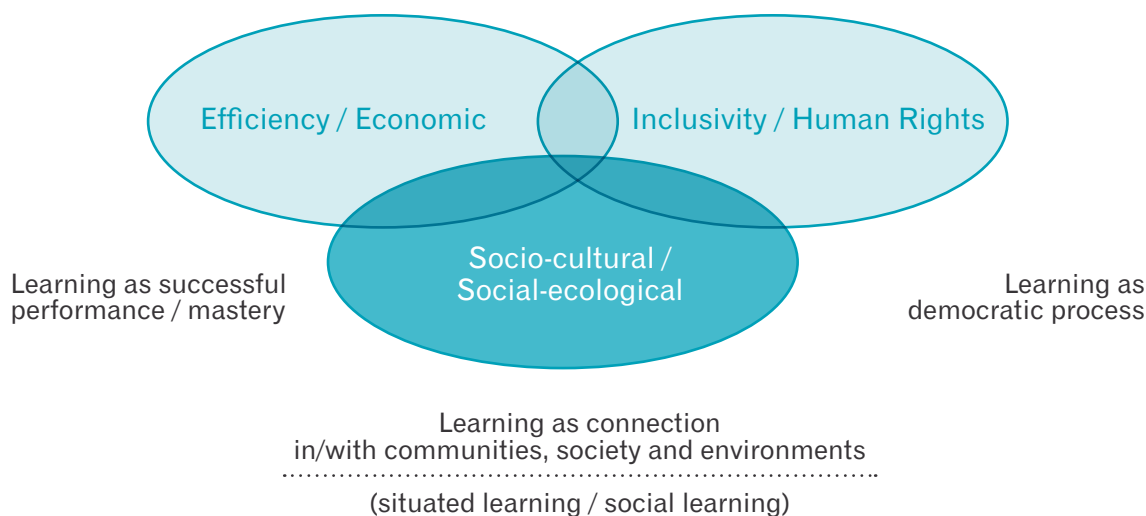 Efficiency / Economic
Inclusivity / Human Rights
Socio-cultural /
Social-ecological
Learning as successful
performance / mastery
Learning as
democratic process
Learning as connection
in/with communities, society and environments
(situated learning / social learning)